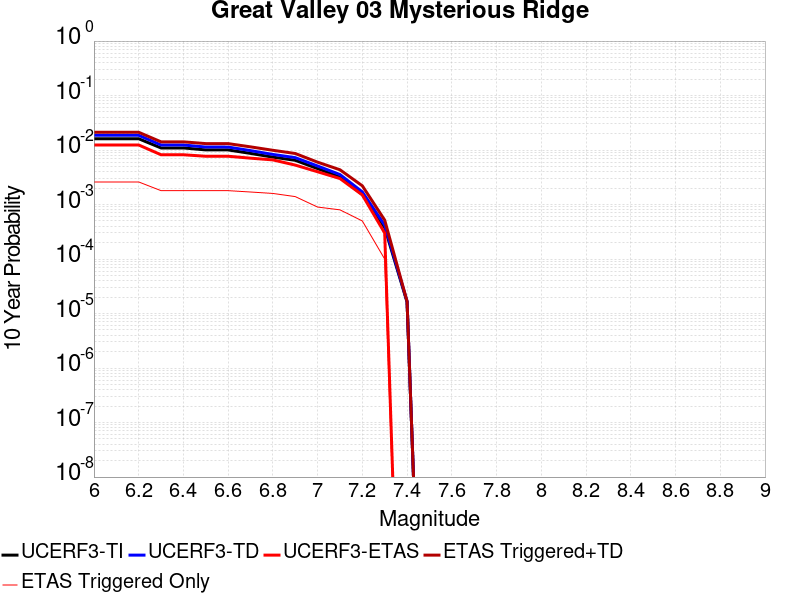 Great Valley 03 Mysterious Ridge
10 0
10 -1
10 -2
10 -3
10 -4
10 -5
10 -6
10 -7
10 -8
10 Year Probability
6 6.2 6.4 6.6 6.8 7 7.2 7.4 7.6 7.8 8 8.2 8.4 8.6 8.8 9
Magnitude
UCERF3-TI UCERF3-TD UCERF3-ETAS ETAS Triggered+TD
ETAS Triggered Only